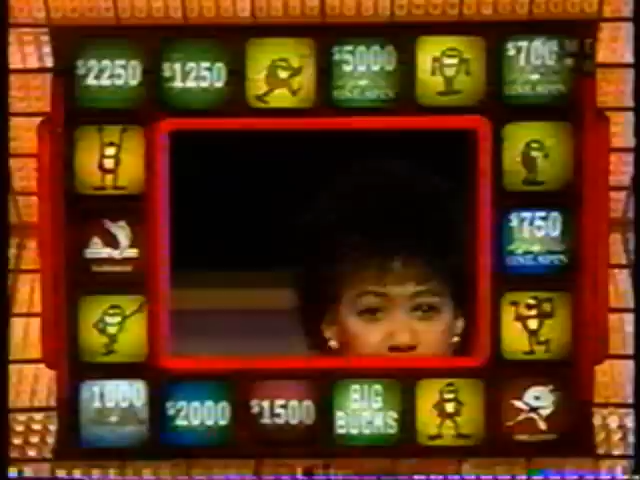 $2250
$1250
$5000
ONE SPIN
$700
ONE SPIN
$750
ONE SPIN
1000
$2000
$1500
BIG
BUCKS